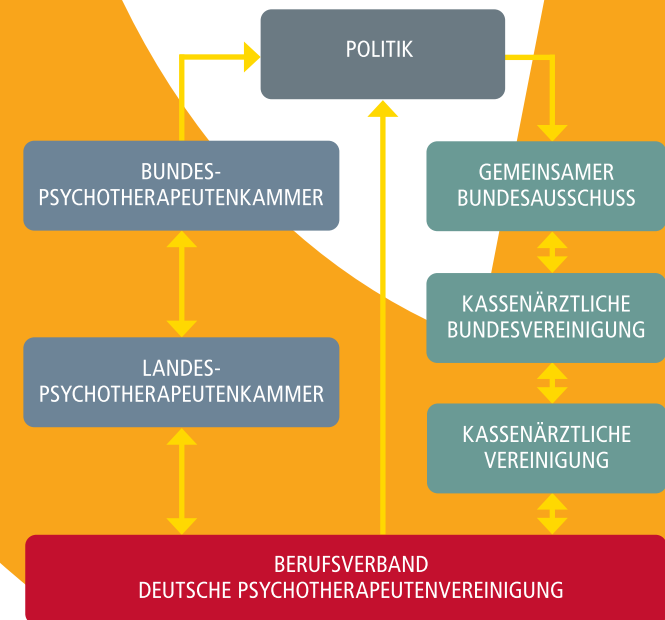 POLITIK
BUNDES-
PSYCHOTHERAPEUTENKAMMER
GEMEINSAMER
BUNDESAUSSCHUSS
KASSENÄRZTLICHE
BUNDESVEREINIGUNG
LANDES-
PSYCHOTHERAPEUTENKAMMER
KASSENÄRZTLICHE
VEREINIGUNG
BERUFSVERBAND
DEUTSCHE PSYCHOTHERAPEUTENVEREINIGUNG